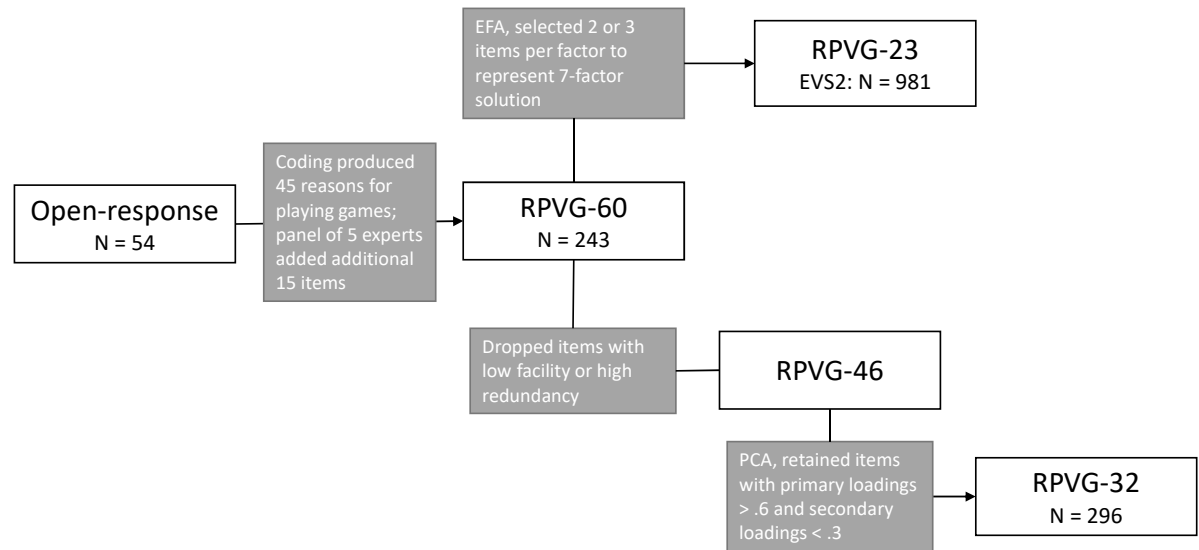 EFA, selected 2 or 3
items per factor to
represent 7-factor
solution
RPVG-23
EVS2: N = 981
Open-response
N = 54
Coding produced
45 reasons for
playing games;
panel of 5 experts
added additional
15 items
RPVG-60
N = 243
Dropped items with
low facility or high
redundancy
RPVG-46
PCA, retained items
with primary loadings
> .6 and secondary
loadings < .3
RPVG-32
N = 296